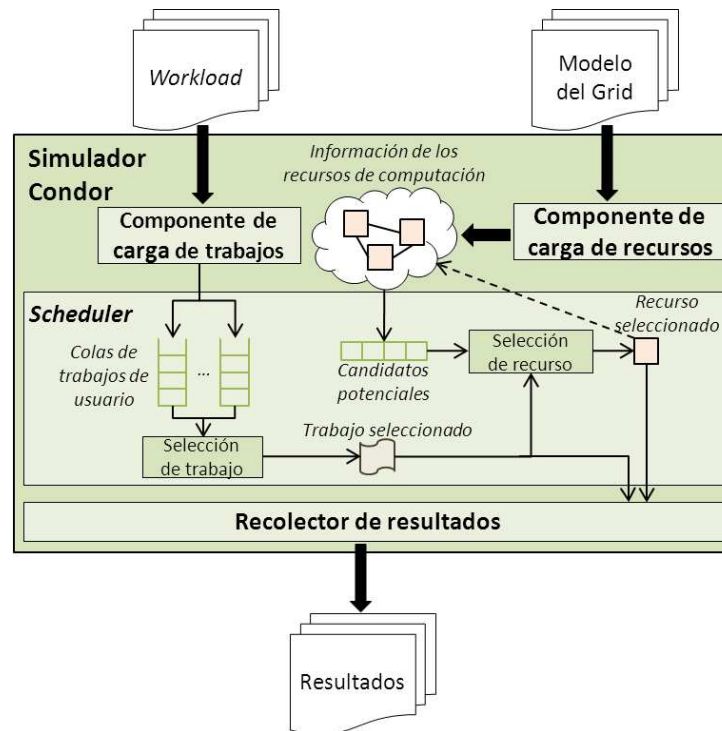 Workload
Modelo
del Grid
Simulador
Condor
Información de los
recursos de computación
Componente de
carga de trabajos
Componente de
carga de recursos
Scheduler
Recurso
seleccionado
Colas de
trabajos de
usuario
...
Candidatos
potenciales
Selección
de recurso
Selección
de trabajo
Trabajo seleccionado
Recolector de resultados
Resultados